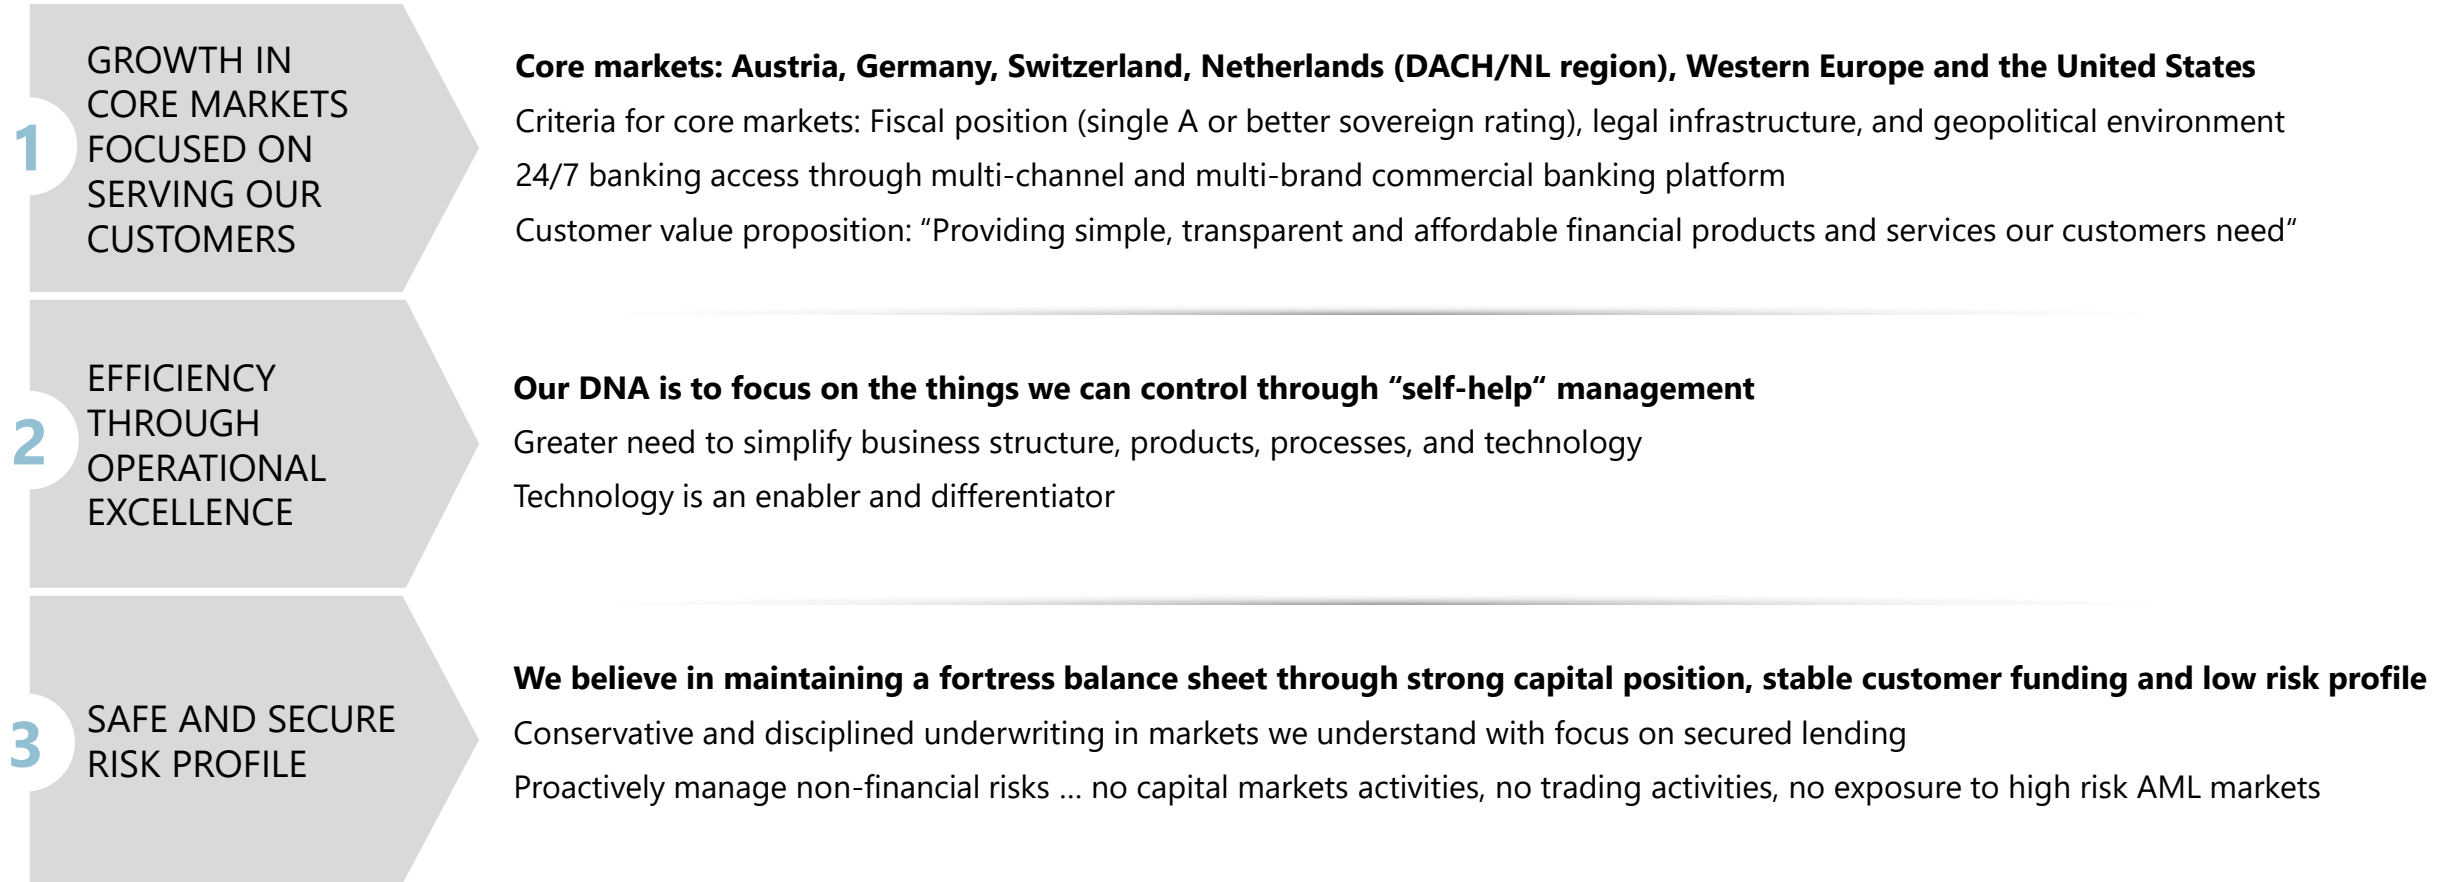 1
GROWTH IN
CORE MARKETS
FOCUSED ON
SERVING OUR
CUSTOMERS
Core markets: Austria, Germany, Switzerland, Netherlands (DACH/NL region), Western Europe and the United States
Criteria for core markets: Fiscal position (single A or better sovereign rating), legal infrastructure, and geopolitical environment
24/7 banking access through multi-channel and multi-brand commercial banking platform
Customer value proposition: “Providing simple, transparent and affordable financial products and services our customers need“
2
EFFICIENCY
THROUGH
OPERATIONAL
EXCELLENCE
Our DNA is to focus on the things we can control through “self-help“ management
Greater need to simplify business structure, products, processes, and technology
Technology is an enabler and differentiator
3
SAFE AND SECURE
RISK PROFILE
We believe in maintaining a fortress balance sheet through strong capital position, stable customer funding and low risk profile
Conservative and disciplined underwriting in markets we understand with focus on secured lending
Proactively manage non-financial risks … no capital markets activities, no trading activities, no exposure to high risk AML markets